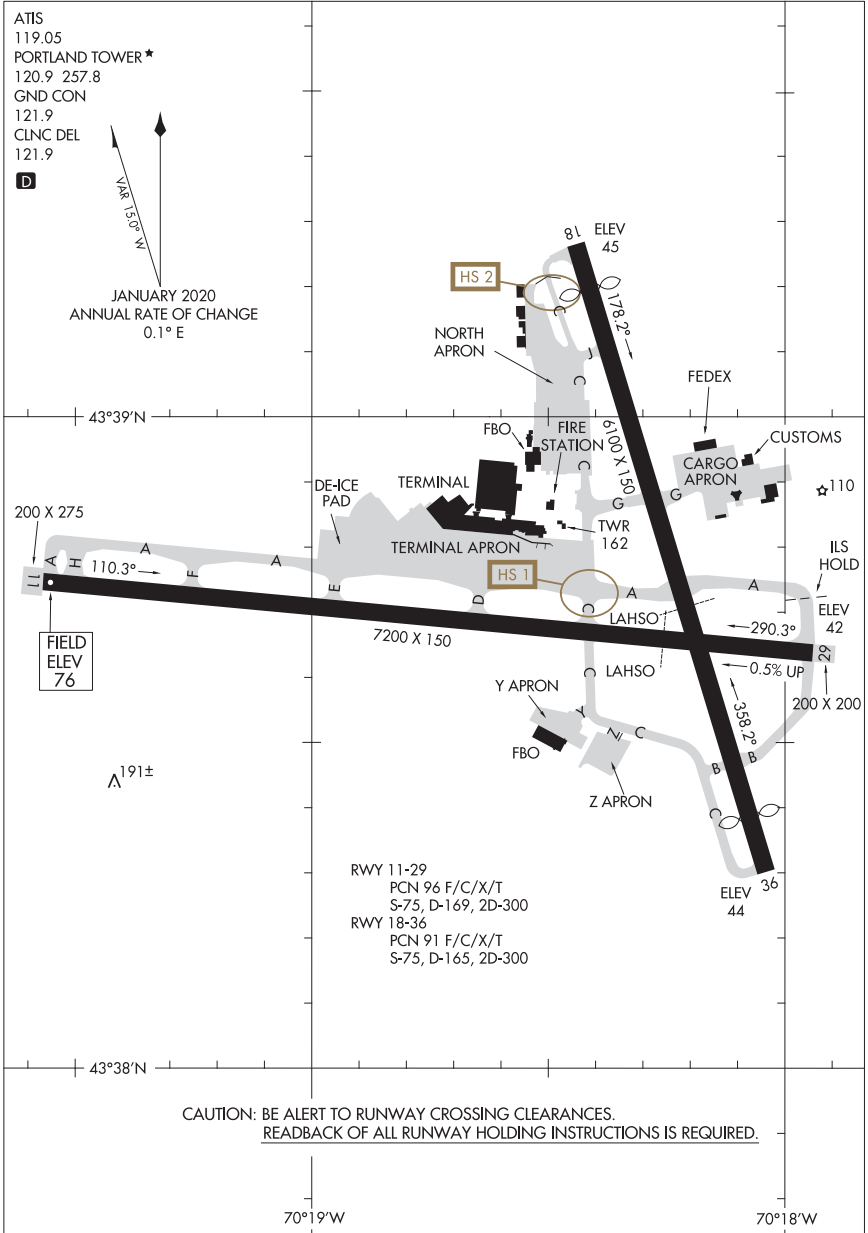 ATIS
119.05
PORTLAND TOWER★
120.9 257.8
GND CON
121.9
CLNC DEL
121.9
D
VAR 15.0° W
JANUARY 2020
ANNUAL RATE OF CHANGE
0.1° E
18
ELEV
45
HS 2
C
178.2°
NORTH
APRON
J
C
FEDEX
43°39'N
FBO
FIRE
STATION
6100 X 150
CUSTOMS
CARGO
APRON
C
DE-ICE
PAD
TERMINAL
110
G
G
200 X 275
TWR
162
TERMINAL APRON
ILS
HOLD
A
A
H
A
F
110.3°
11
E
HS 1
D
C
A
A
LAHSO
ELEV
42
290.3°
7200 X 150
FIELD
ELEV
76
LAHSO
0.5% UP
29
C
200 X 200
Y APRON
Y
Z
C
358.2°
FBO
B
B
191±
Z APRON
C
36
ELEV
44
RWY 11-29
PCN 96 F/C/X/T
S-75, D-169, 2D-300
RWY 18-36
PCN 91 F/C/X/T
S-75, D-165, 2D-300
43°38'N
CAUTION: BE ALERT TO RUNWAY CROSSING CLEARANCES.
READBACK OF ALL RUNWAY HOLDING INSTRUCTIONS IS REQUIRED.
70°19'W
70°18'W